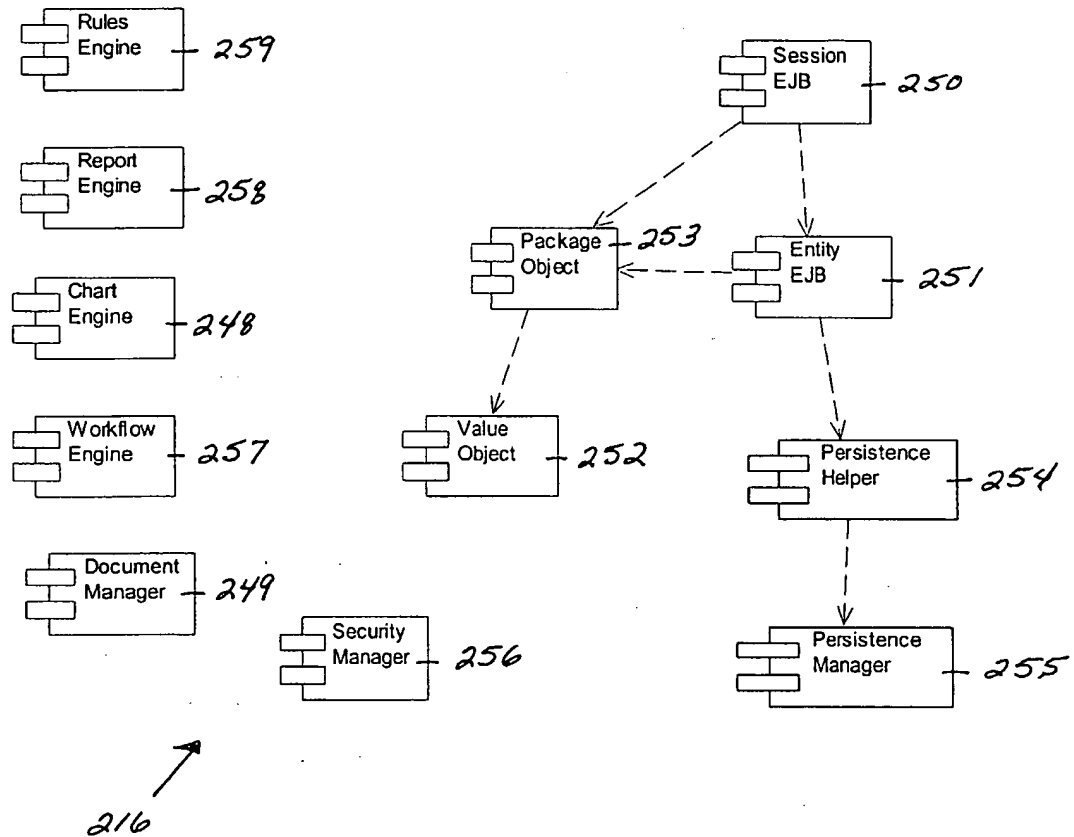 Rules
Engine
259
Session
EJB
250
Report
Engine
258
Package
Object
253
Entity
EJB
251
Chart
Engine
248
Workflow
Engine
257
Value
Object
252
Persistence
Helper
254
Document
Manager
249
Security
Manager
256
Persistence
Manager
255
216